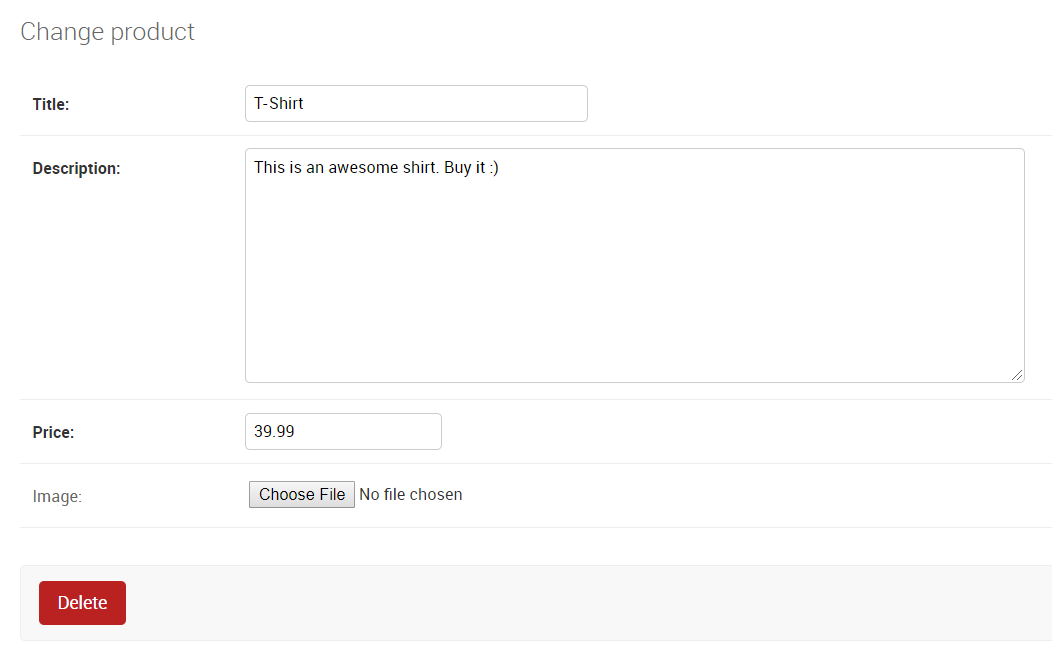 Change product
Title: T-Shirt
Description: This is an awesome shirt. Buy it :)
Price: 39.99
Image: Choose File No file chosen
Delete